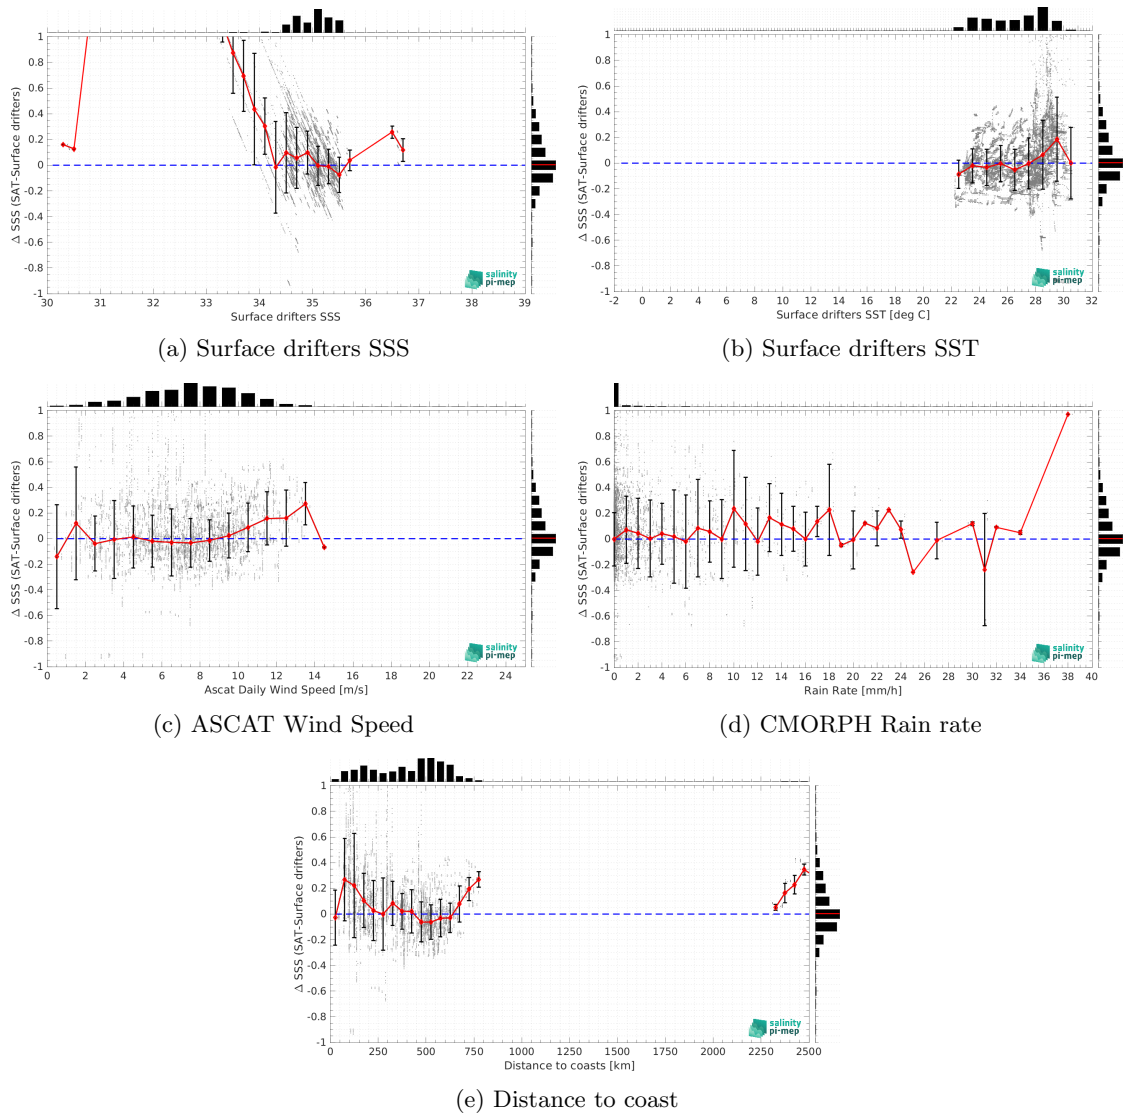 1
0.8
0.6
0.4
0.2
0
-0.2
-0.4
-0.6
-0.8
-1
Δ SSS (SAT-Surface drifters)
30 31 32 33 34 35 36 37 38 39
Surface drifters SSS
salinity
pi-mep
(a) Surface drifters SSS
1
0.8
0.6
0.4
0.2
0
-0.2
-0.4
-0.6
-0.8
-1
Δ SSS (SAT-Surface drifters)
-2 0 2 4 6 8 10 12 14 16 18 20 22 24 26 28 30 32
Surface drifters SST [deg C]
salinity
pi-mep
(b) Surface drifters SST
1
0.8
0.6
0.4
0.2
0
-0.2
-0.4
-0.6
-0.8
-1
Δ SSS (SAT-Surface drifters)
0 2 4 6 8 10 12 14 16 18 20 22 24
Ascat Daily Wind Speed [m/s]
salinity
pi-mep
(c) ASCAT Wind Speed
1
0.8
0.6
0.4
0.2
0
-0.2
-0.4
-0.6
-0.8
-1
Δ SSS (SAT-Surface drifters)
0 2 4 6 8 10 12 14 16 18 20 22 24 26 28 30 32 34 36 38 40
Rain Rate [mm/h]
salinity
pi-mep
(d) CMORPH Rain rate
1
0.8
0.6
0.4
0.2
0
-0.2
-0.4
-0.6
-0.8
-1
Δ SSS (SAT-Surface drifters)
0 250 500 750 1000 1250 1500 1750 2000 2250 2500
Distance to coasts [km]
salinity
pi-mep
(e) Distance to coast